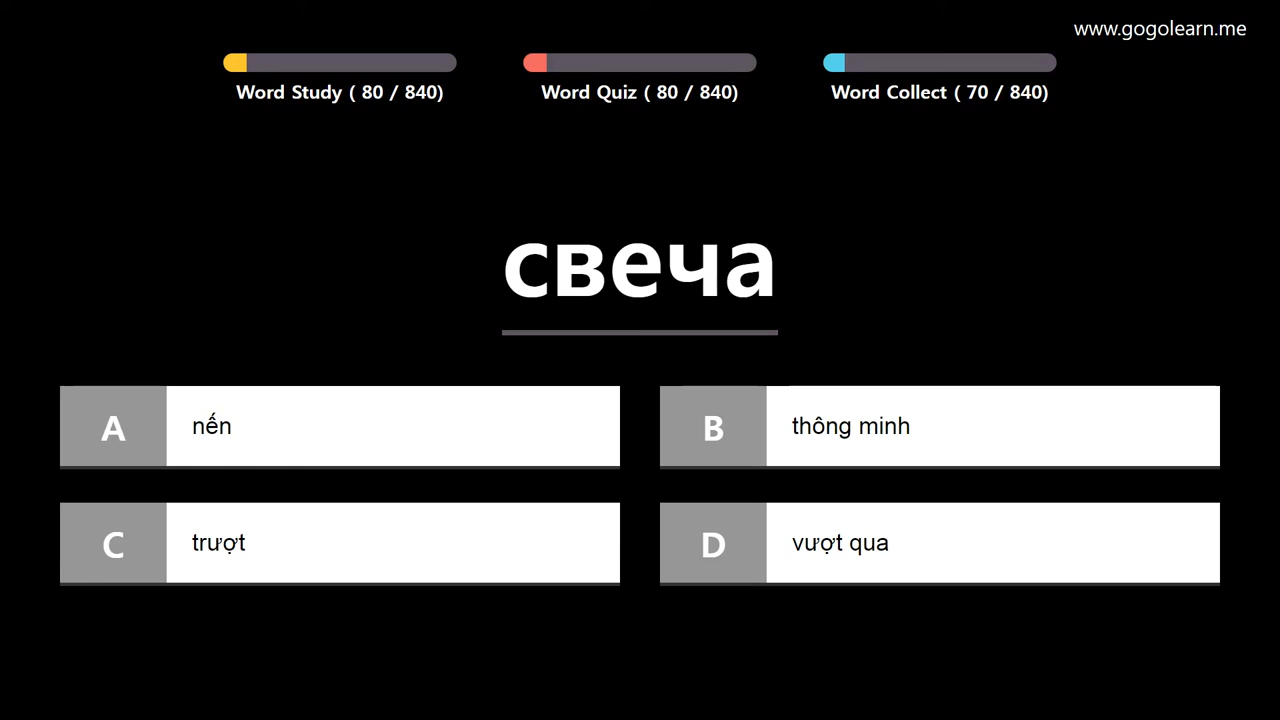 www.gogolearn.me
Word Study ( 80 / 840)
Word Quiz ( 80 / 840)
Word Collect ( 70 / 840)
свеча
A nến
B thông minh
C trượt
D vượt qua